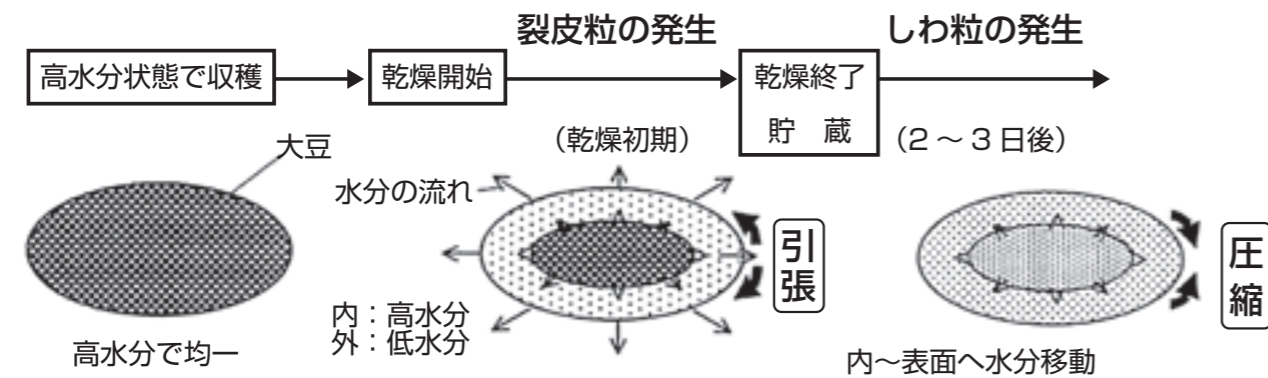 裂皮粒の発生
しわ粒の発生
高水分状態で収穫
乾燥開始
乾燥終了
貯　蔵
(乾燥初期)
(2～3日後)
大豆
水分の流れ
引張
圧縮
内：高水分
外：低水分
高水分で均一
内～表面へ水分移動